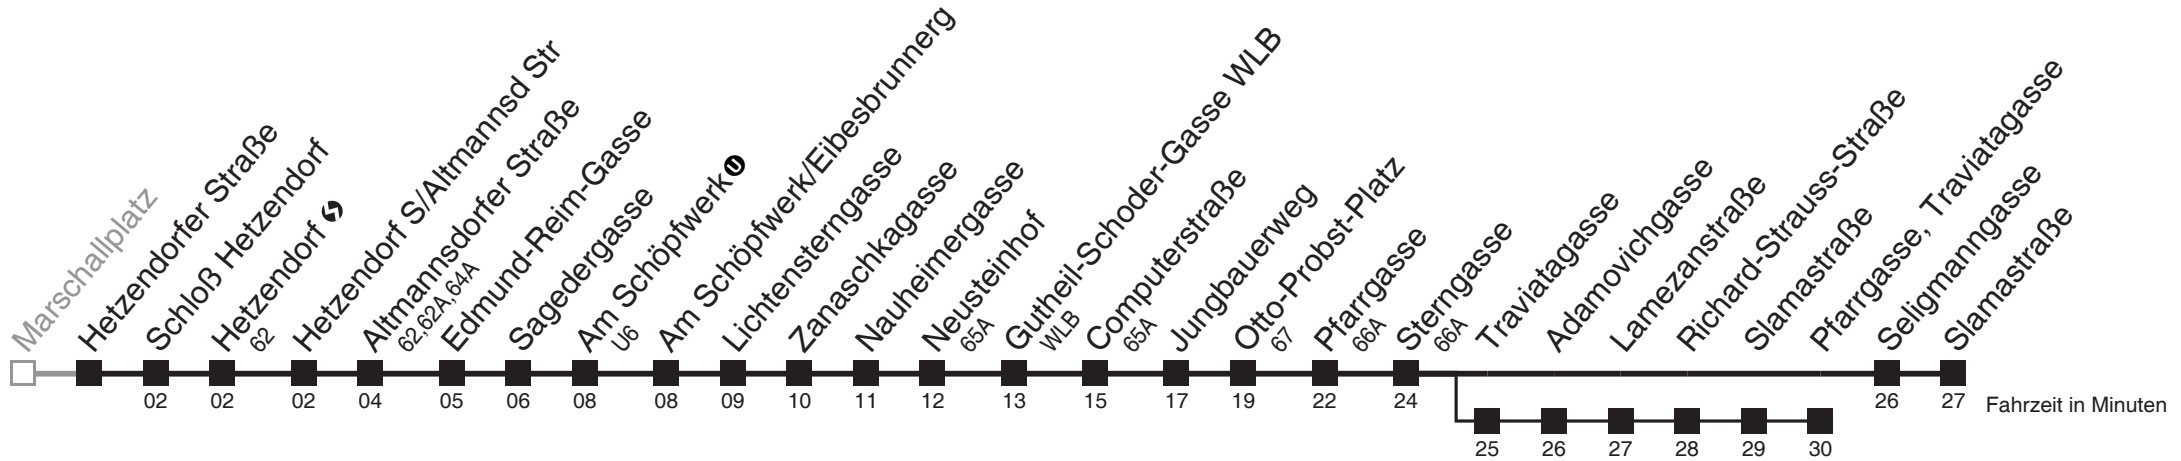 Marschallplatz
Hetzendorfer Straße
Schloß Hetzendorf
Hetzendorf
62
Hetzendorf S/Altmannsd Str
Altmannsdorfer Straße
62,62A,64A
Edmund-Reim-Gasse
Sagedergasse
Am Schöpfwerk U
U6
Am Schöpfwerk/Eibesbrunnerg
Lichtensterngasse
Zanaschkagasse
Nauheimergasse
Neusteinhof
65A
Gutheil-Schoder-Gasse WLB
WLB
Computerstraße
65A
Jungbauerweg
Otto-Probst-Platz
67
Pfarrgasse
66A
Sterngasse
66A
Traviatagasse
Adamovichgasse
Lamezanstraße
Richard-Strauss-Straße
Slamastraße
Pfarrgasse, Traviatagasse
Seligmanngasse
Slamastraße
02 02 02 04 05 06 08 08 09 10 11 12 13 15 17 19 22 24 26 27 Fahrzeit in Minuten
25 26 27 28 29 30